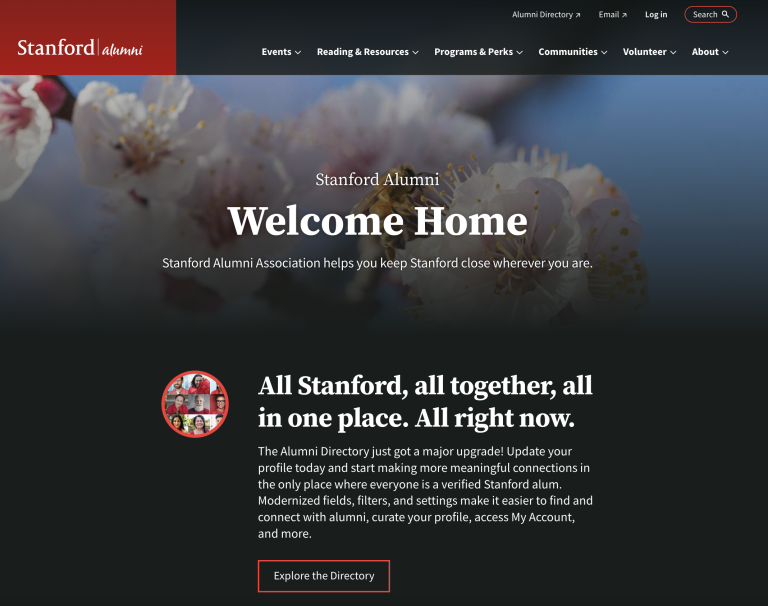 Alumni Directory Email Log in Search
Stanford alumni
Events Reading & Resources Programs & Perks Communities Volunteer About
Stanford Alumni
Welcome Home
Stanford Alumni Association helps you keep Stanford close wherever you are.
All Stanford, all together, all
in one place. All right now.
The Alumni Directory just got a major upgrade! Update your
profile today and start making more meaningful connections in
the only place where everyone is a verified Stanford alum.
Modernized fields, filters, and settings make it easier to find and
connect with alumni, curate your profile, access My Account,
and more.
Explore the Directory